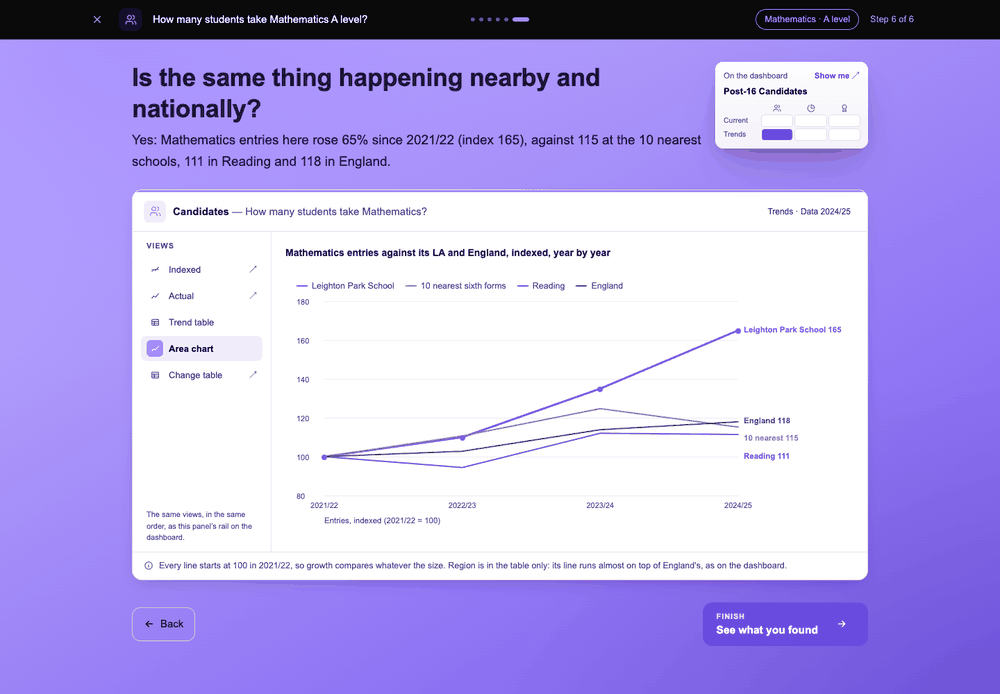 How many students take Mathematics A level?
Mathematics · A level
Step 6 of 6
Is the same thing happening nearby and
nationally?
Yes: Mathematics entries here rose 65% since 2021/22 (index 165), against 115 at the 10 nearest
schools, 111 in Reading and 118 in England.
On the dashboard
Show me
Post-16 Candidates
Current
Trends
Candidates — How many students take Mathematics?
Trends · Data 2024/25
VIEWS
Indexed
Actual
Trend table
Area chart
Change table
The same views, in the same
order, as this panel's rail on the
dashboard.
Mathematics entries against its LA and England, indexed, year by year
Leighton Park School
10 nearest sixth forms
Reading
England
180
160
140
120
100
80
Leighton Park School 165
England 118
10 nearest 115
Reading 111
2021/22
2022/23
2023/24
2024/25
Entries, indexed (2021/22 = 100)
Every line starts at 100 in 2021/22, so growth compares whatever the size. Region is in the table only: its line runs almost on top of England's, as on the dashboard.
Back
FINISH
See what you found